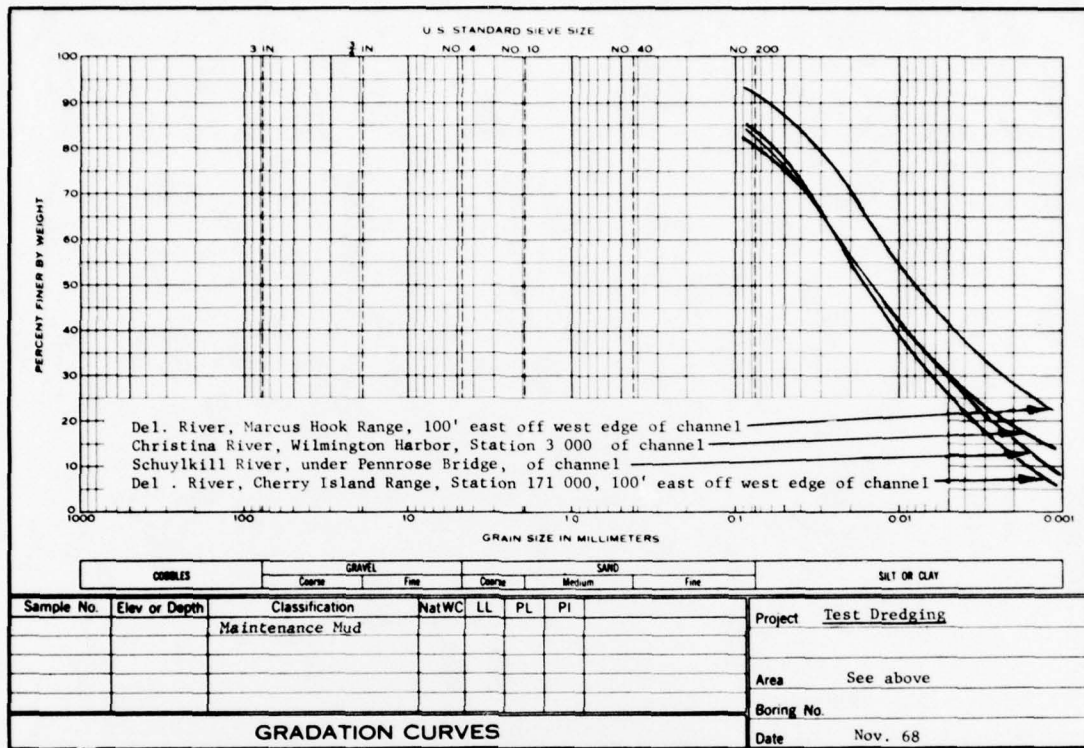 U.S. STANDARD SIEVE SIZE
3 IN 3/4 IN NO. 4 NO. 10 NO. 40 NO. 200
100
90
80
70
60
50
40
30
20
10
0
PERCENT FINER BY WEIGHT
Del. River, Marcus Hook Range, 100' east off west edge of channel
Christina River, Wilmington Harbor, Station 3 000 of channel
Schuylkill River, under Pennrose Bridge, of channel
Del . River, Cherry Island Range, Station 171 000, 100' east off west edge of channel
1000 100 10 1.0 0.1 0.01 0.001
GRAIN SIZE IN MILLIMETERS
COBBLES GRAVEL SAND SILT OR CLAY
Coarse Fine Coarse Medium Fine
Sample No. Elev or Depth Classification Nat WC LL PL PI
Maintenance Mud
Project Test Dredging
Area See above
Boring No.
Date Nov. 68
GRADATION CURVES